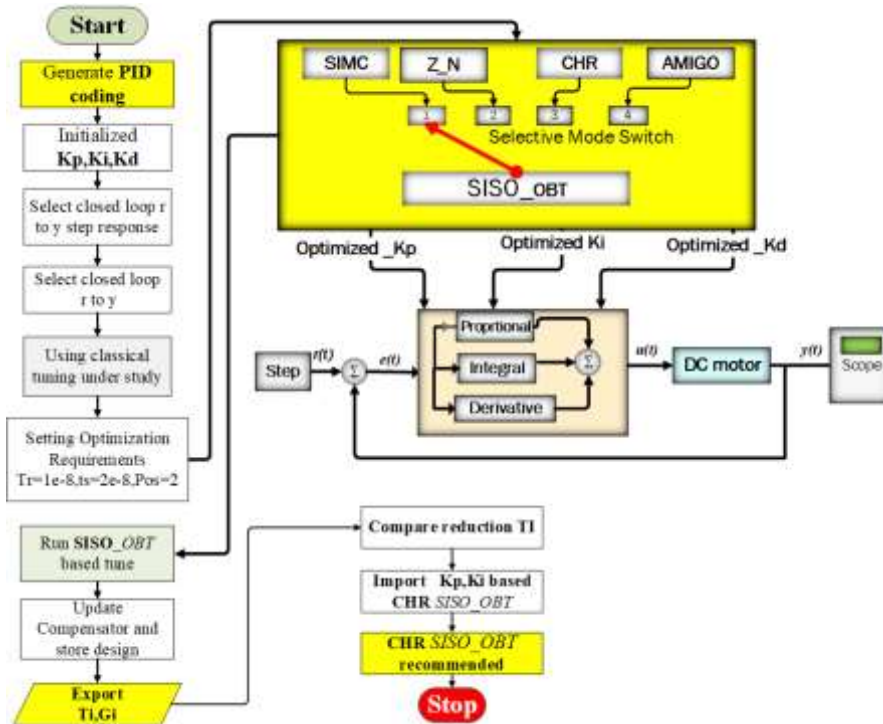 Start
Generate PID
coding
Initialized
Kp,Ki,Kd
Select closed loop r
to y step response
Select closed loop
r to y
Using classical
tuning under study
Setting Optimization
Requirements
Tr=1e-8,ts=2e-8,Pos=2
Run SISO_OBT
based tune
Update
Compensator and
store design
Export
Ti,Gi
SIMC
Z_N
CHR
AMIGO
1
2
3
4
Selective Mode Switch
SISO_OBT
Optimized _Kp
Optimized Ki
Optimized _Kd
Step
r(t)
Σ
e(t)
Proprtional
Integral
Derivative
Σ
u(t)
DC motor
y(t)
Scope
Compare reduction TI
Import Kp,Ki based
CHR SISO_OBT
CHR SISO_OBT
recommended
Stop